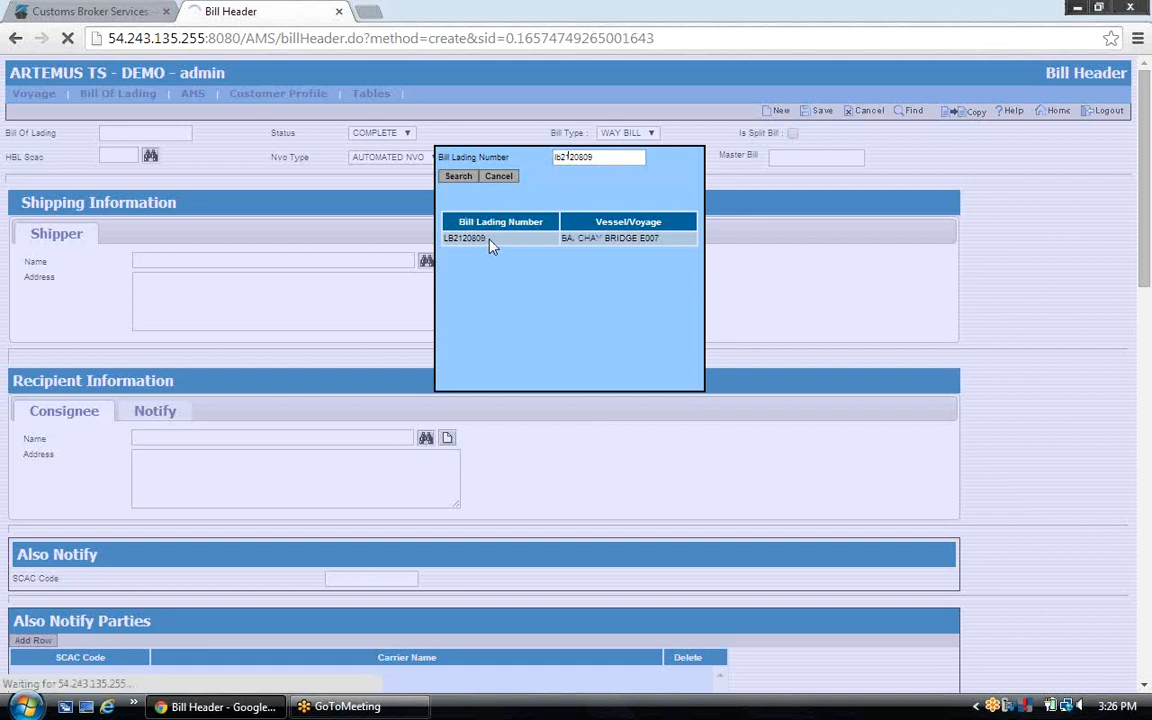 Customs Broker Services
Bill Header
54.243.135.255:8080/AMS/billHeader.do?method=create&sid=0.16574749265001643
ARTEMUS TS - DEMO - admin
Bill Header
Voyage | Bill Of Lading | AMS | Customer Profile | Tables |
New Save Cancel Find Copy Help Home Logout
Bill Of Lading Status COMPLETE Bill Type : WAY BILL Is Split Bill :
HBL Scac Nvo Type AUTOMATED NVO Master Bill
Bill Lading Number lb2120809
Search Cancel
Bill Lading Number Vessel/Voyage
LB2120809 BAI CHAY BRIDGE E007
Shipping Information
Shipper
Name
Address
Recipient Information
Consignee Notify
Name
Address
Also Notify
SCAC Code
Also Notify Parties
Add Row
SCAC Code Carrier Name Delete
Waiting for 54.243.135.255...
Bill Header - Google... GoToMeeting 3:26 PM